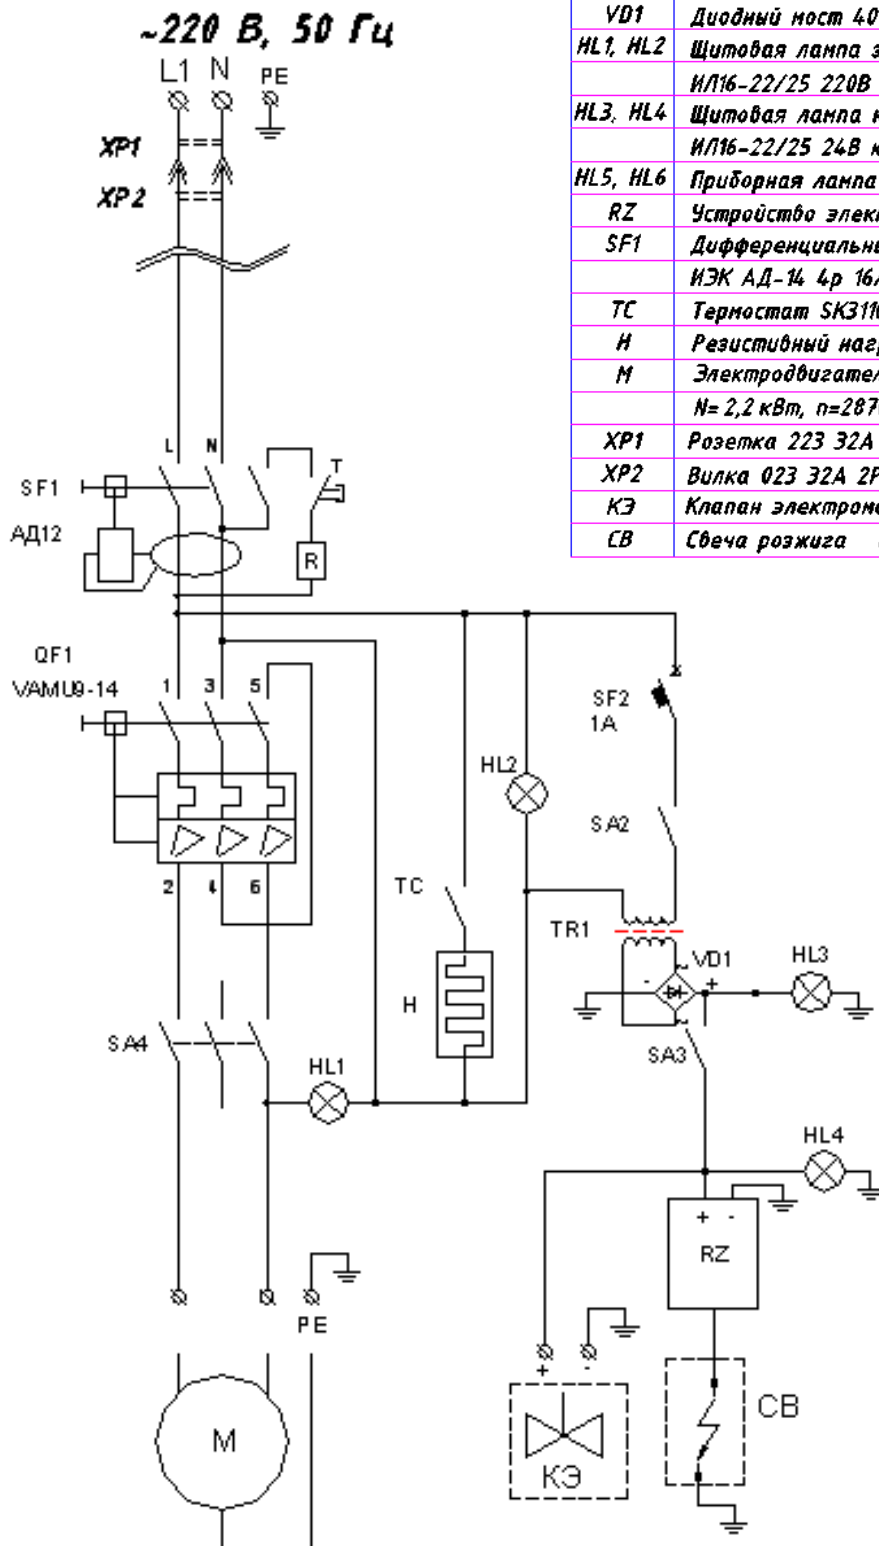 ~220 В, 50 Гц
L1 N PE
XP1
XP2
VD1 Диодный мост
HL1, HL2 Щитовая лампа
ИЛ16-22/25 220В
HL3, HL4 Щитовая лампа
ИЛ16-22/25 24В
HL5, HL6 Приборная лампа
RZ Устройство
SF1
ИЭК АД-14 4р
TC Термостат
H Резистивный
M
N= 2,2 кВт,
XP1 Розетка 223 32А
XP2 Вилка 023 32А
КЭ Клапан
СВ Свеча розжига
L N T
SF1
АД12
R
QF1
VAMU9-14
1 3 5
SF2
1A
HL2
SA2
2 4 6
TC
TR1
VD1
HL3
- +
~
~
H
SA4
SA3
HL1
HL4
+ -
RZ
PE
+ -
СВ
M
КЭ